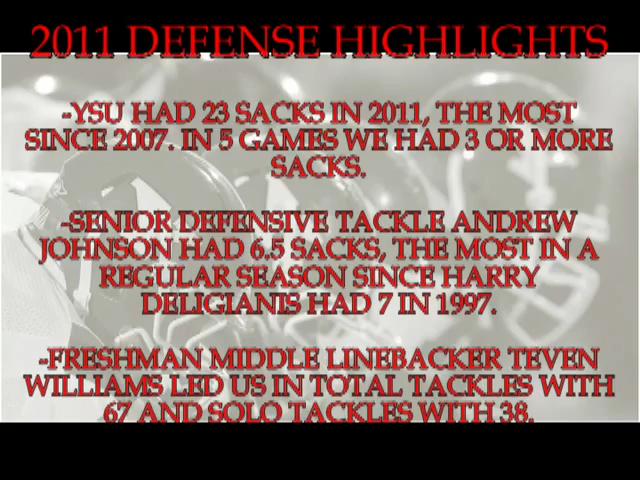 2011 DEFENSE HIGHLIGHTS
-YSU HAD 23 SACKS IN 2011, THE MOST
SINCE 2007. IN 5 GAMES WE HAD 3 OR MORE
SACKS.
-SENIOR DEFENSIVE TACKLE ANDREW
JOHNSON HAD 6.5 SACKS, THE MOST IN A
REGULAR SEASON SINCE HARRY
DELIGIANIS HAD 7 IN 1997.
-FRESHMAN MIDDLE LINEBACKER TEVEN
WILLIAMS LED US IN TOTAL TACKLES WITH
67 AND SOLO TACKLES WITH 38.